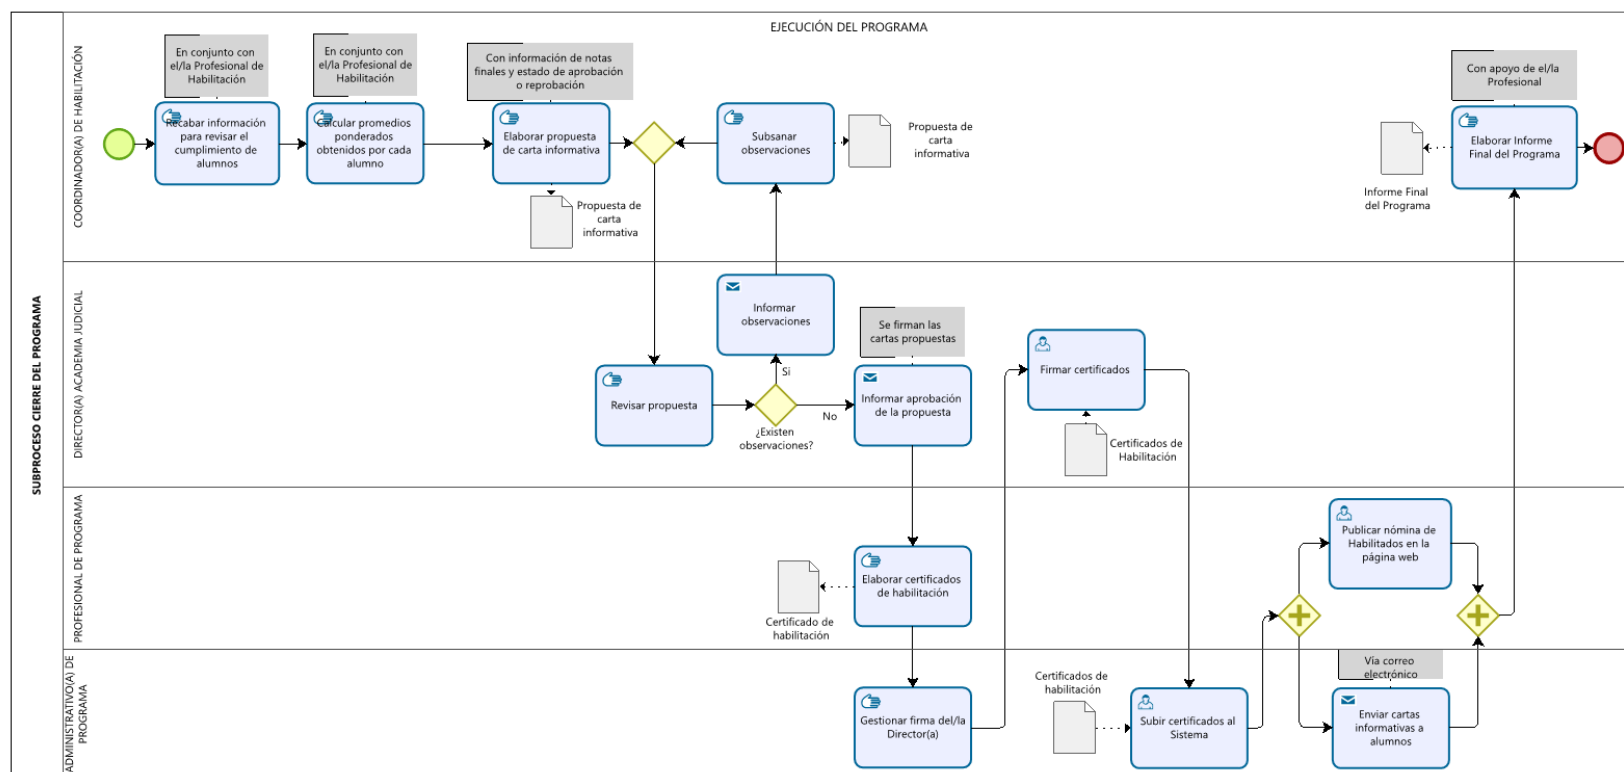 EJECUCIÓN DEL PROGRAMA
SUBPROCESO CIERRE DEL PROGRAMA
COORDINADOR(A) DE HABILITACIÓN
En conjunto con
el/la Profesional de
Habilitación
Recabar información
para revisar el
cumplimiento de
alumnos
En conjunto con
el/la Profesional de
Habilitación
Calcular promedios
ponderados
obtenidos por cada
alumno
Con información de notas
finales y estado de aprobación
o reprobación
Elaborar propuesta
de carta informativa
Propuesta de
carta
informativa
Subsanar
observaciones
Propuesta de
carta
informativa
Con apoyo de el/la
Profesional
Elaborar Informe
Final del Programa
Informe Final
del Programa
DIRECTOR(A) ACADEMIA JUDICIAL
Informar
observaciones
Revisar propuesta
Si
No
¿Existen
observaciones?
Se firman las
cartas propuestas
Informar aprobación
de la propuesta
Firmar certificados
Certificados de
Habilitación
PROFESIONAL DE PROGRAMA
Elaborar certificados
de habilitación
Certificado de
habilitación
Publicar nómina de
Habilitados en la
página web
ADMINISTRATIVO(A) DE
PROGRAMA
Gestionar firma del/la
Director(a)
Certificados de
habilitación
Subir certificados al
Sistema
Vía correo
electrónico
Enviar cartas
informativas a
alumnos